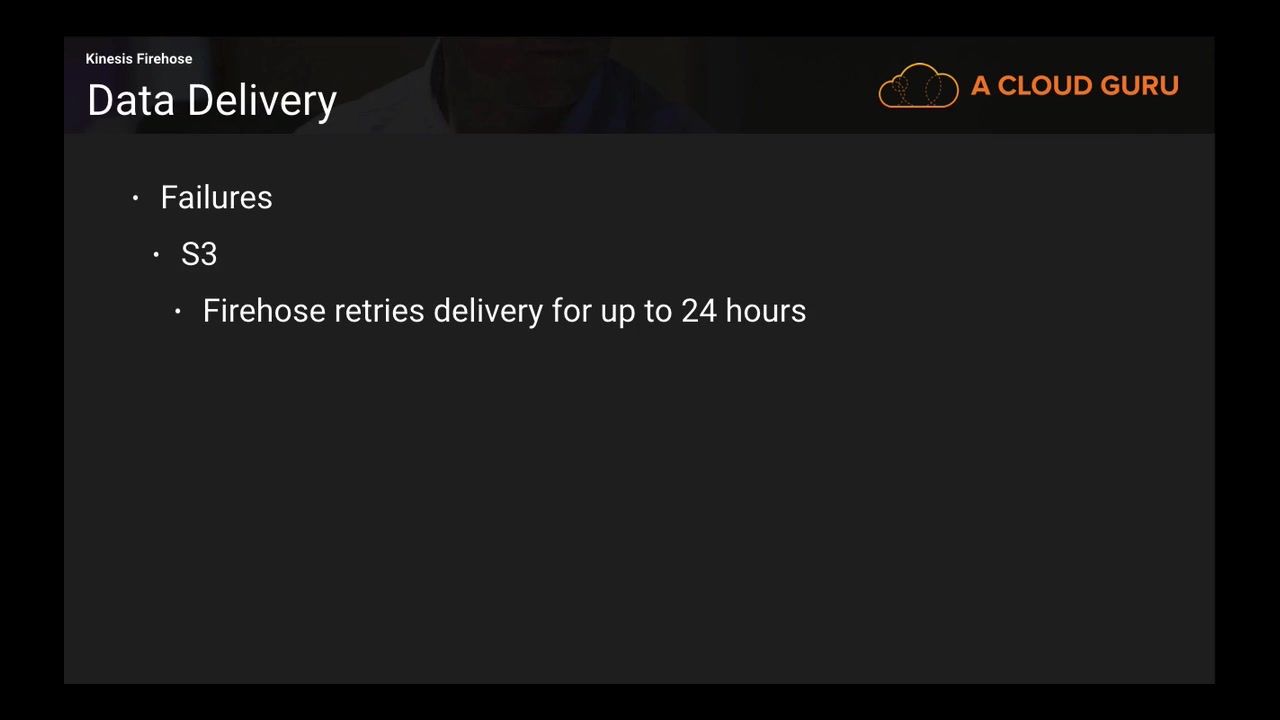 Kinesis Firehose
Data Delivery
A CLOUD GURU
• Failures
• S3
• Firehose retries delivery for up to 24 hours